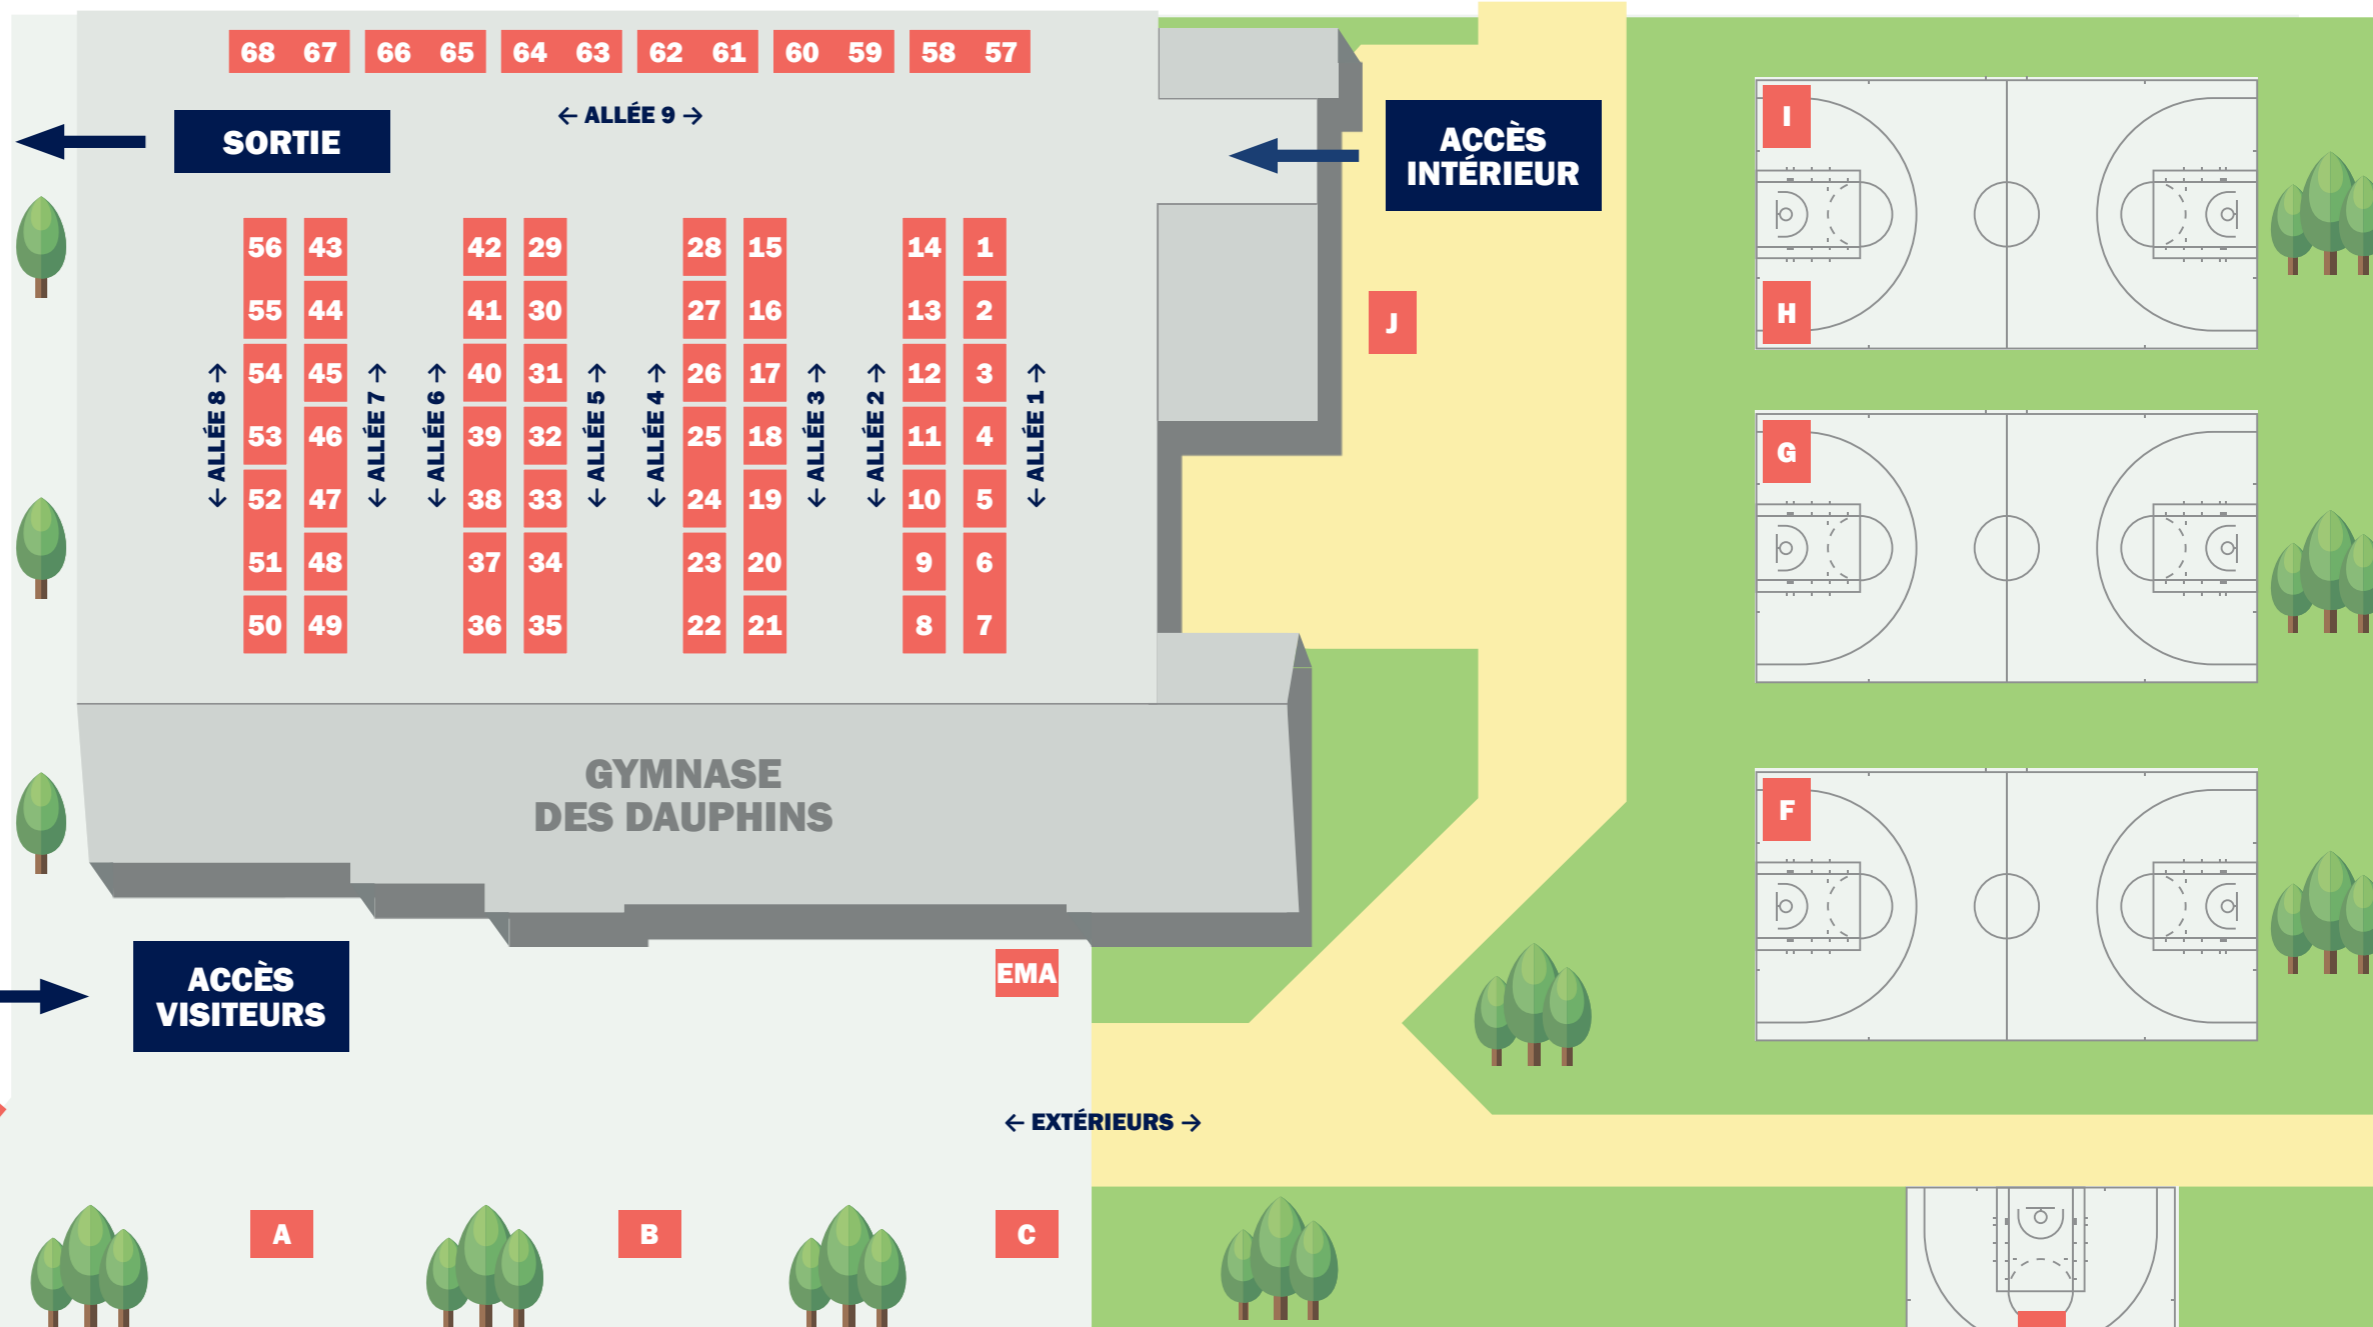 68 67 66 65 64 63 62 61 60 59 58 57
← ALLÉE 9 →
SORTIE
ACCÈS
INTÉRIEUR
I
H
56 43 42 29 28 15 14 1
55 44 41 30 27 16 13 2
54 45 40 31 26 17 12 3
53 46 39 32 25 18 11 4
52 47 38 33 24 19 10 5
51 48 37 34 23 20 9 6
50 49 36 35 22 21 8 7
← ALLÉE 8 →
← ALLÉE 7 →
← ALLÉE 6 →
← ALLÉE 5 →
← ALLÉE 4 →
← ALLÉE 3 →
← ALLÉE 2 →
← ALLÉE 1 →
J
G
GYMNASE
DES DAUPHINS
F
ACCÈS
VISITEURS
EMA
← EXTÉRIEURS →
A
B
C